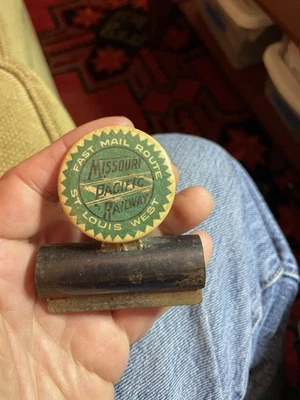 FAST MAIL ROUTE
MISSOURI
PACIFIC
RAILWAY
ST. LOUIS WEST